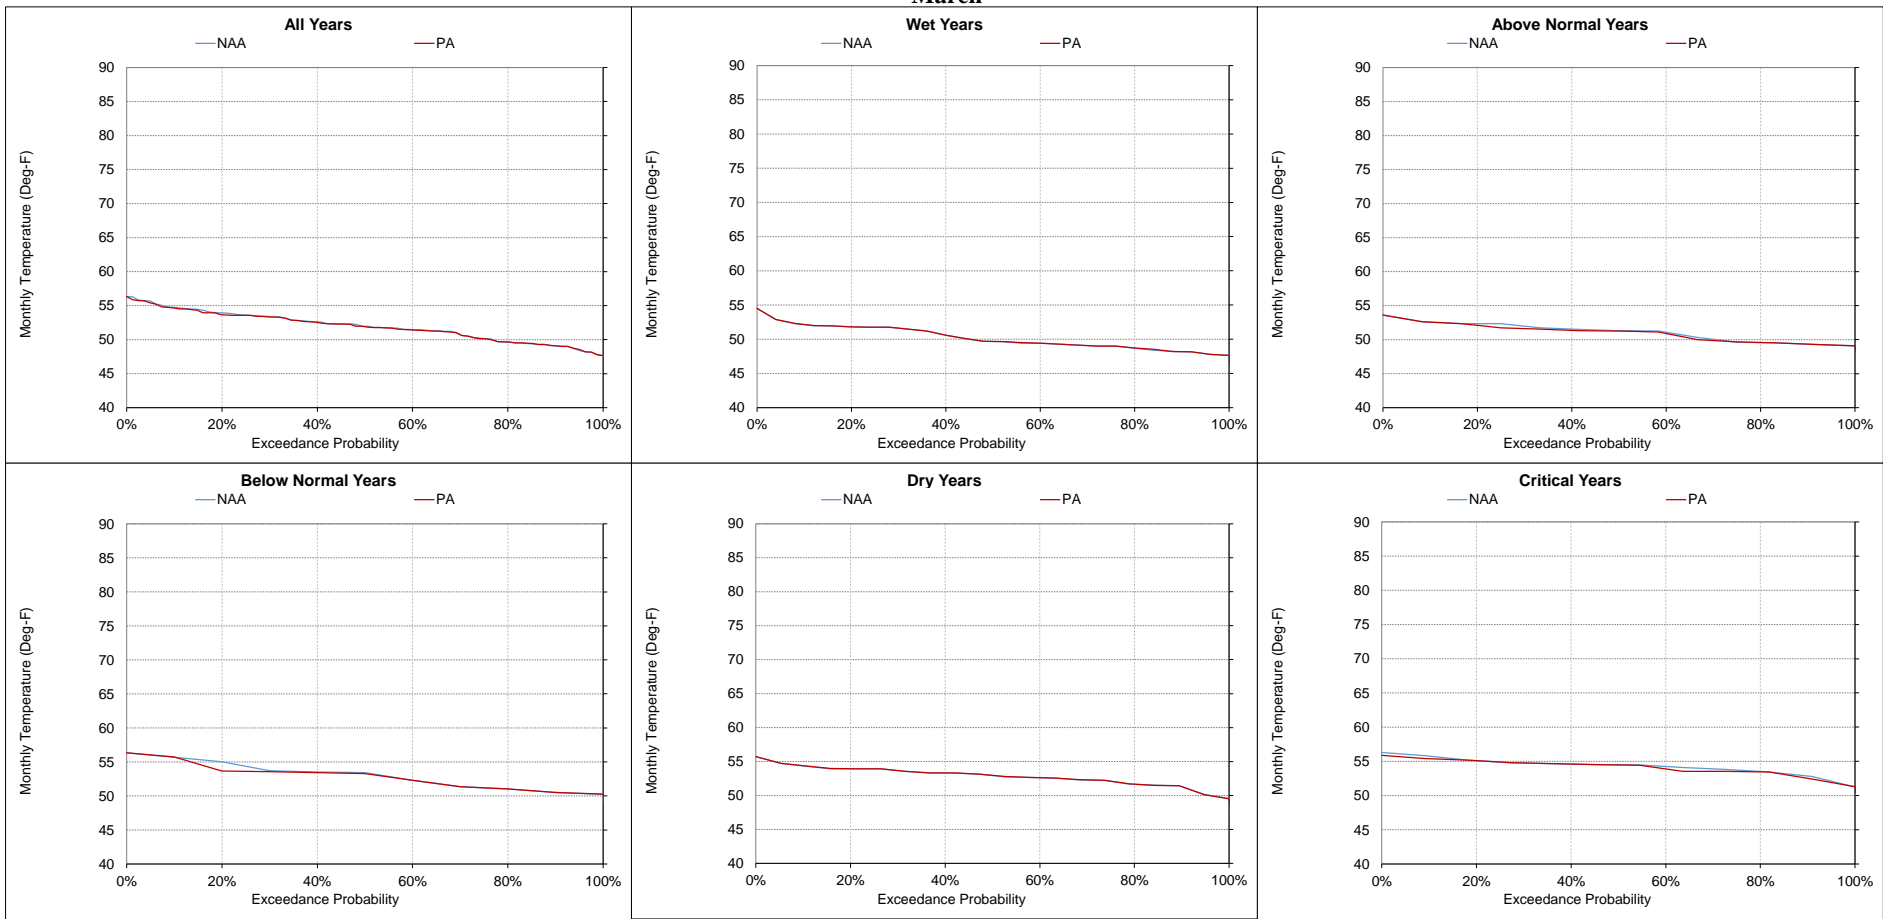 March
All Years
NAA PA
90
85
80
75
70
65
60
55
50
45
40
Monthly Temperature (Deg-F)
0% 20% 40% 60% 80% 100%
Exceedance Probability
Wet Years
NAA PA
90
85
80
75
70
65
60
55
50
45
40
Monthly Temperature (Deg-F)
0% 20% 40% 60% 80% 100%
Exceedance Probability
Above Normal Years
NAA PA
90
85
80
75
70
65
60
55
50
45
40
Monthly Temperature (Deg-F)
0% 20% 40% 60% 80% 100%
Exceedance Probability
Below Normal Years
NAA PA
90
85
80
75
70
65
60
55
50
45
40
Monthly Temperature (Deg-F)
0% 20% 40% 60% 80% 100%
Exceedance Probability
Dry Years
NAA PA
90
85
80
75
70
65
60
55
50
45
40
Monthly Temperature (Deg-F)
0% 20% 40% 60% 80% 100%
Exceedance Probability
Critical Years
NAA PA
90
85
80
75
70
65
60
55
50
45
40
Monthly Temperature (Deg-F)
0% 20% 40% 60% 80% 100%
Exceedance Probability